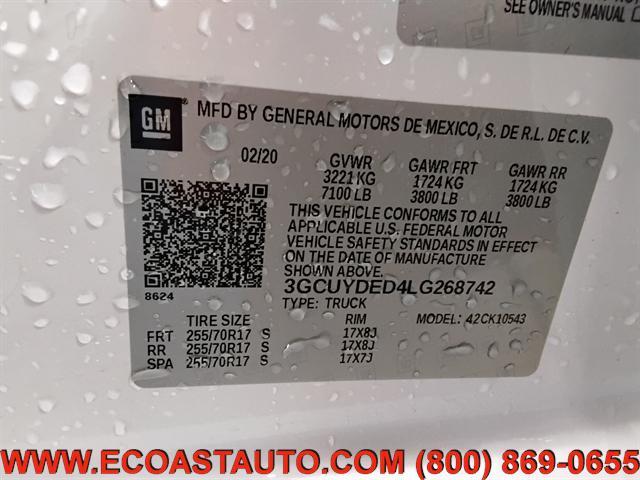 SEE OWNER'S MANUAL
GM
MFD BY GENERAL MOTORS DE MEXICO, S. DE R.L. DE C.V.
02/20 GVWR GAWR FRT GAWR RR
3221 KG 1724 KG 1724 KG
7100 LB 3800 LB 3800 LB
THIS VEHICLE CONFORMS TO ALL
APPLICABLE U.S. FEDERAL MOTOR
VEHICLE SAFETY STANDARDS IN EFFECT
ON THE DATE OF MANUFACTURE
SHOWN ABOVE.
8624
3GCUYDED4LG268742
TYPE: TRUCK
TIRE SIZE RIM MODEL: 42CK10543
FRT 255/70R17 S 17X8J
RR 255/70R17 S 17X8J
SPA 255/70R17 S 17X7J
WWW.ECOASTAUTO.COM (800) 869-0655